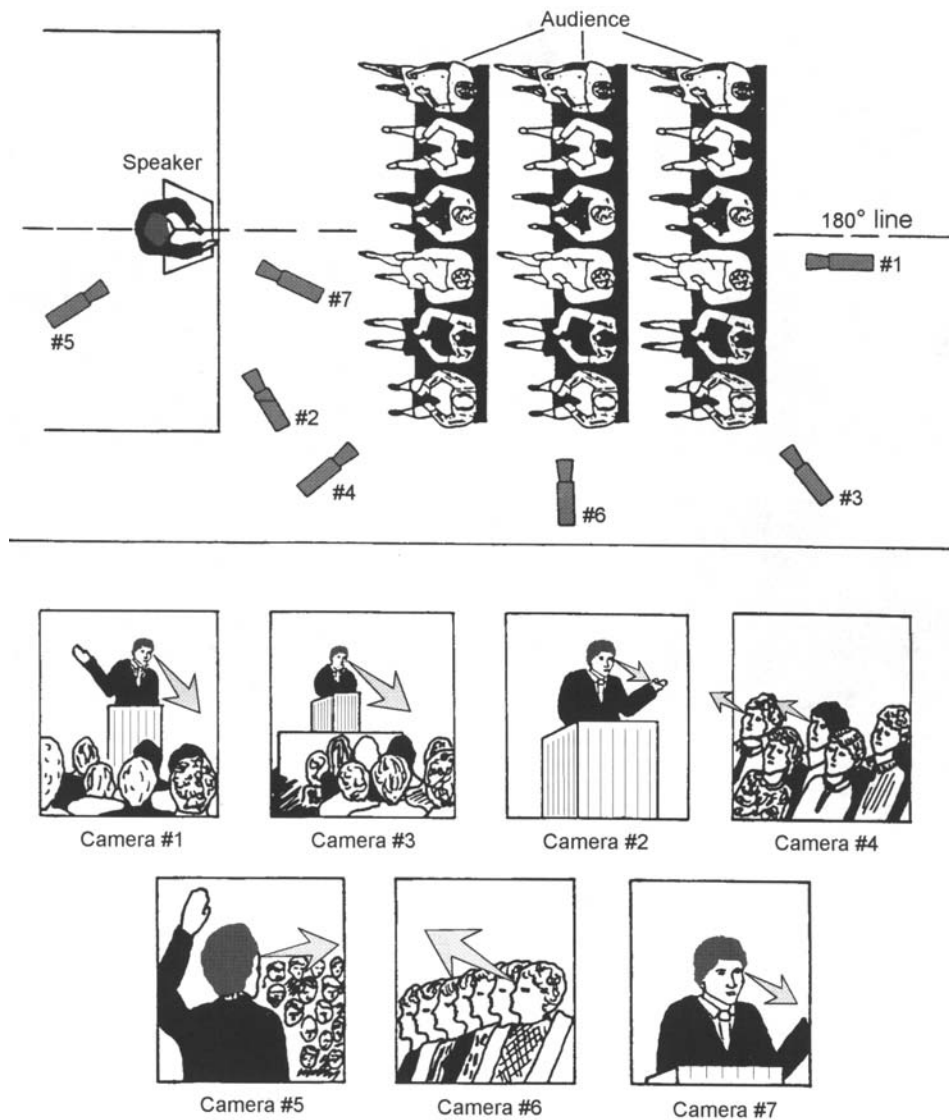 Audience
Speaker
180° line
#1
#7
#5
#2
#4
#3
#6
Camera #1
Camera #3
Camera #2
Camera #4
Camera #5
Camera #6
Camera #7